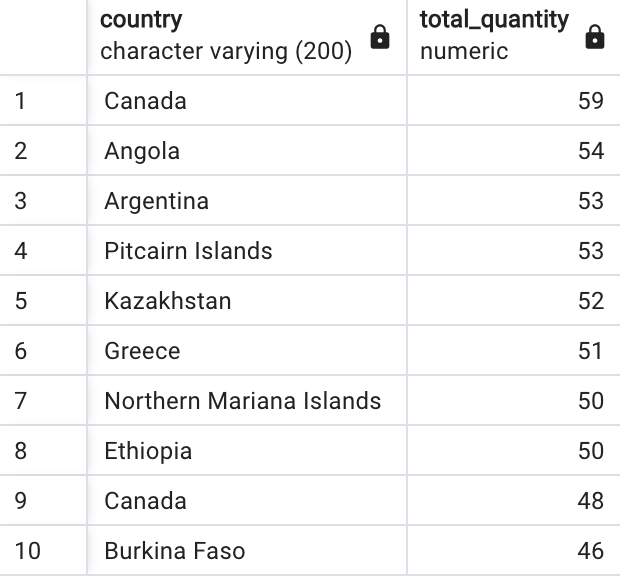 country total_quantity
character varying (200) numeric
1 Canada 59
2 Angola 54
3 Argentina 53
4 Pitcairn Islands 53
5 Kazakhstan 52
6 Greece 51
7 Northern Mariana Islands 50
8 Ethiopia 50
9 Canada 48
10 Burkina Faso 46